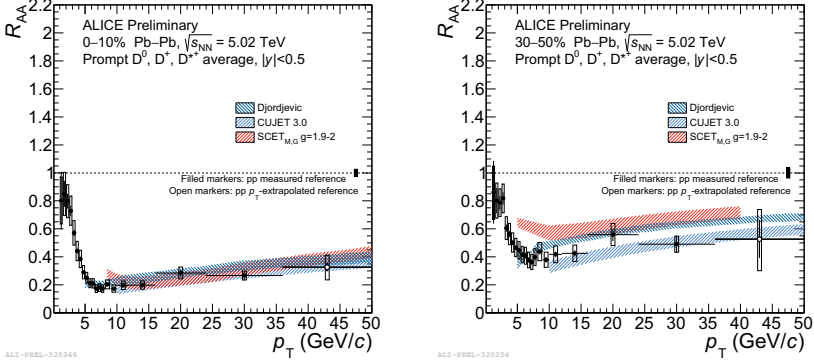 R_AA
2.2
2
1.8
1.6
1.4
1.2
1
0.8
0.6
0.4
0.2
0
ALICE Preliminary
0–10% Pb–Pb, √s_NN = 5.02 TeV
Prompt D⁰, D⁺, D*⁺ average, |y|<0.5
Djordjevic
CUJET 3.0
SCET_M,G g=1.9-2
Filled markers: pp measured reference
Open markers: pp p_T-extrapolated reference
5 10 15 20 25 30 35 40 45 50
p_T (GeV/c)
ALI-PREL-320246
R_AA
2.2
2
1.8
1.6
1.4
1.2
1
0.8
0.6
0.4
0.2
0
ALICE Preliminary
30–50% Pb–Pb, √s_NN = 5.02 TeV
Prompt D⁰, D⁺, D*⁺ average, |y|<0.5
Djordjevic
CUJET 3.0
SCET_M,G g=1.9-2
Filled markers: pp measured reference
Open markers: pp p_T-extrapolated reference
5 10 15 20 25 30 35 40 45 50
p_T (GeV/c)
ALI-PREL-320254